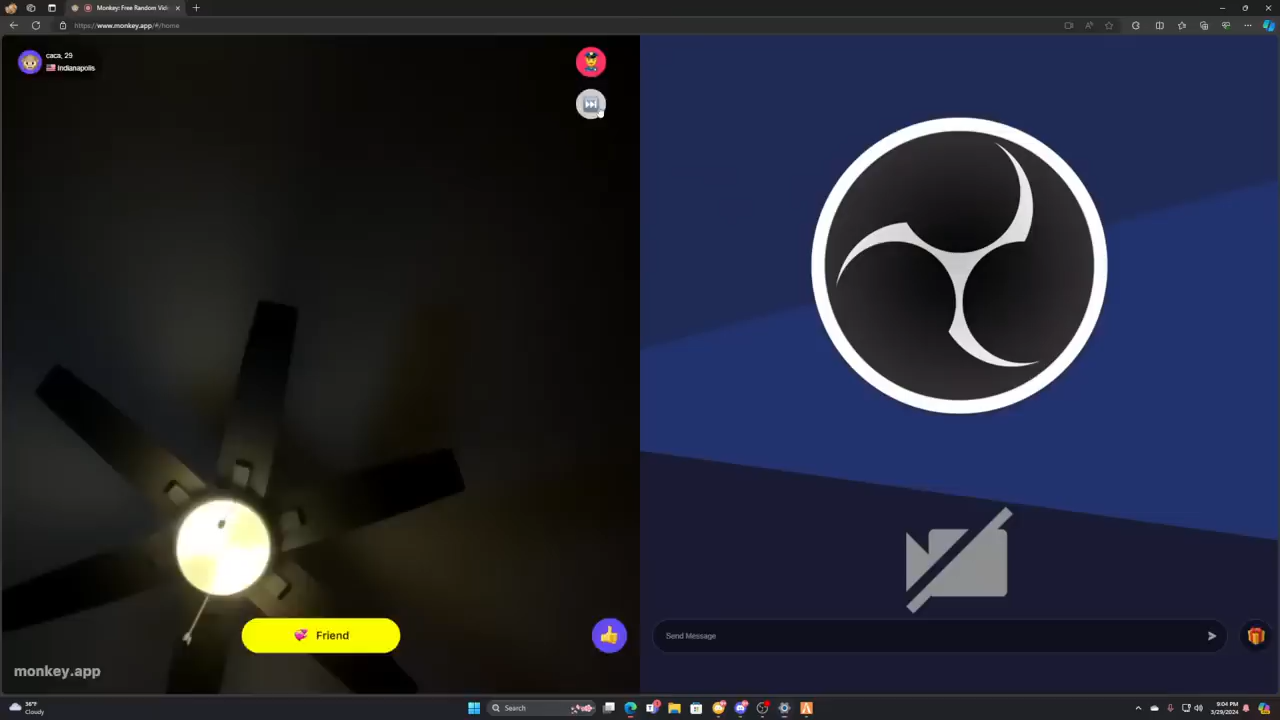 Monkey: Free Random Vid
https://www.monkey.app/#/home
caca, 29
Indianapolis
Friend
monkey.app
Send Message
36°F
Cloudy
Search
9:04 PM
3/29/2024